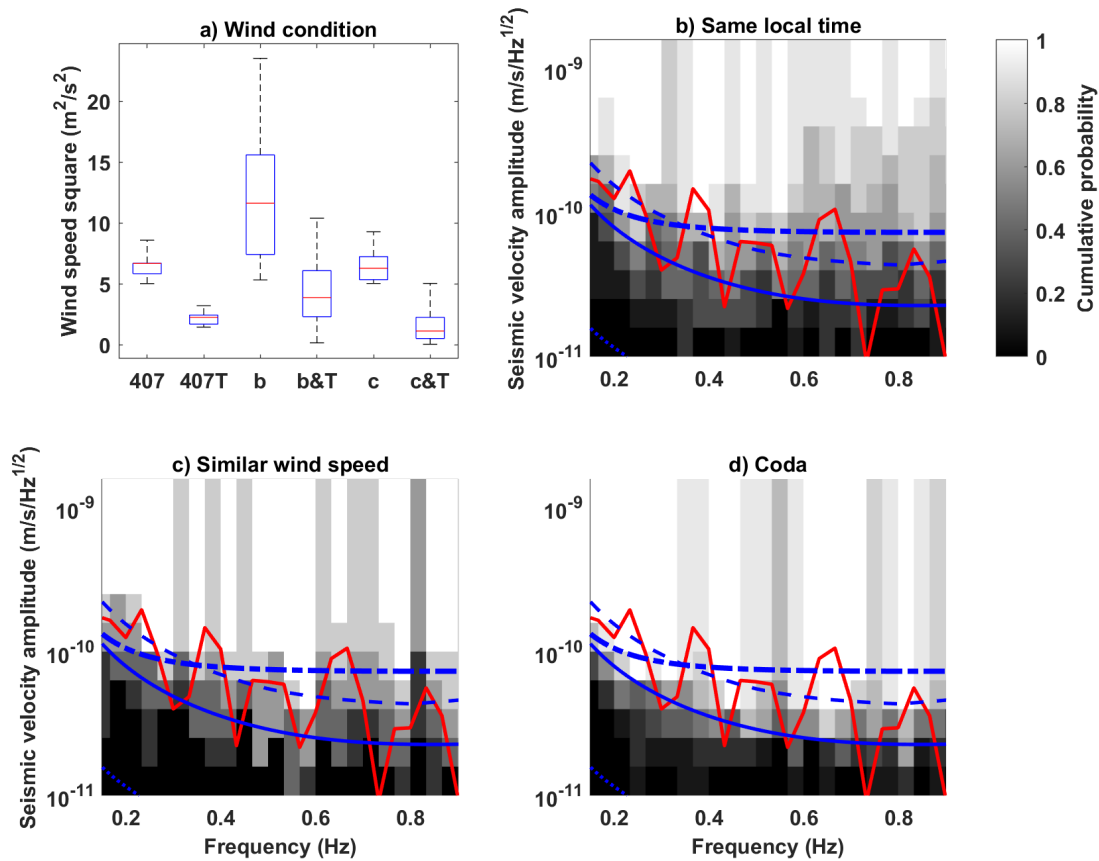 a) Wind condition
Wind speed square (m²/s²)
20
15
10
5
0
407
407T
b
b&T
c
c&T
b) Same local time
Seismic velocity amplitude (m/s/Hz^1/2)
10^-9
10^-10
10^-11
0.2
0.4
0.6
0.8
1
0.8
0.6
0.4
0.2
0
Cumulative probability
c) Similar wind speed
Seismic velocity amplitude (m/s/Hz^1/2)
10^-9
10^-10
10^-11
0.2
0.4
0.6
0.8
Frequency (Hz)
d) Coda
10^-9
10^-10
10^-11
0.2
0.4
0.6
0.8
Frequency (Hz)